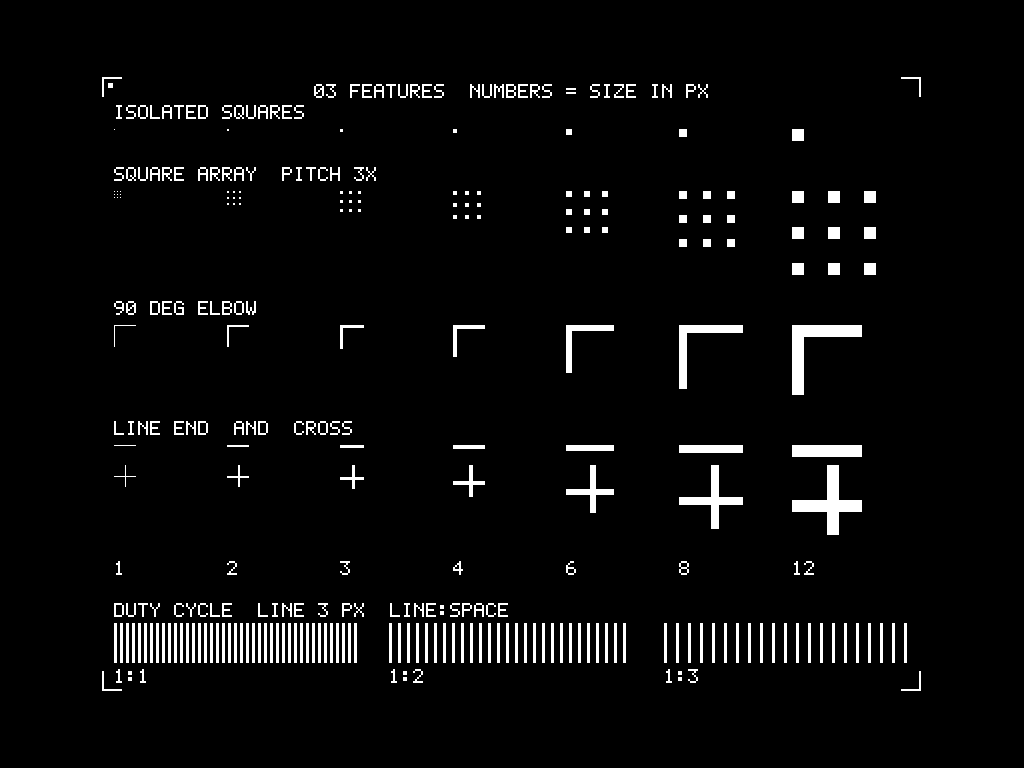 03 FEATURES  NUMBERS = SIZE IN PX
ISOLATED SQUARES
SQUARE ARRAY  PITCH 3X
90 DEG ELBOW
LINE END  AND  CROSS
1 2 3 4 6 8 12
DUTY CYCLE  LINE 3 PX  LINE:SPACE
1:1 1:2 1:3